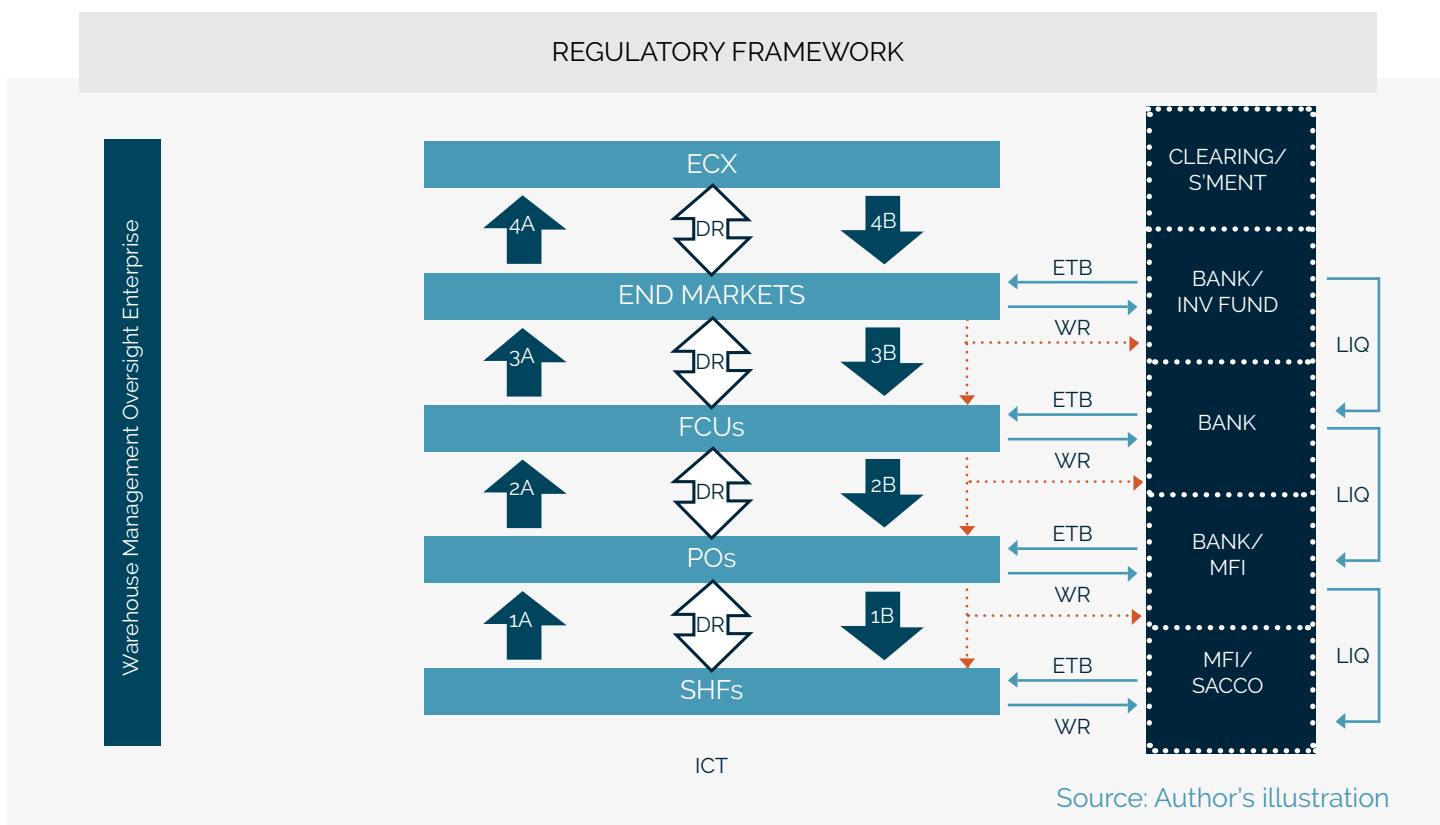 REGULATORY FRAMEWORK
Warehouse Management Oversight Enterprise
ECX
4A
DR
4B
END MARKETS
3A
DR
3B
FCUs
2A
DR
2B
POs
1A
DR
1B
SHFs
ICT
ETB
WR
ETB
WR
ETB
WR
ETB
WR
CLEARING/
S'MENT
BANK/
INV FUND
BANK
BANK/
MFI
MFI/
SACCO
LIQ
LIQ
LIQ
Source: Author's illustration